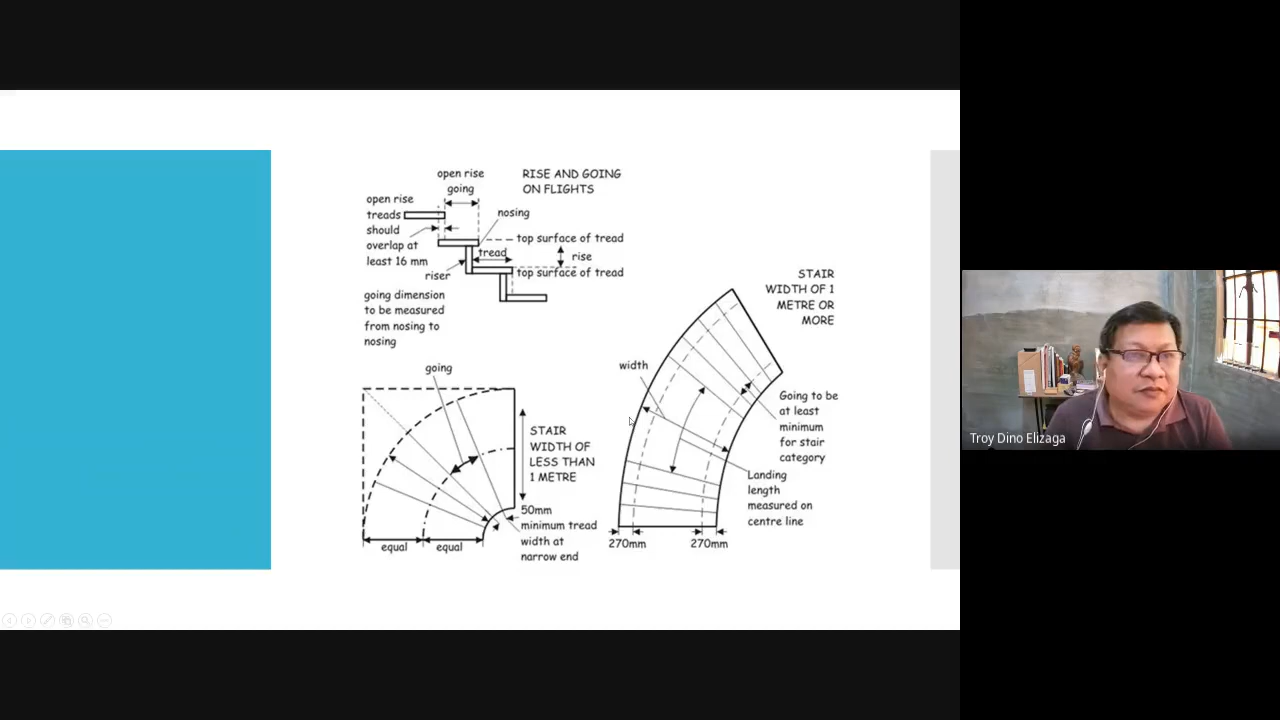 open rise
going
RISE AND GOING
ON FLIGHTS
open rise
treads
should
overlap at
least 16 mm
nosing
top surface of tread
tread
rise
riser
top surface of tread
going dimension
to be measured
from nosing to
nosing
going
STAIR
WIDTH OF
LESS THAN
1 METRE
50mm
minimum tread
width at
narrow end
equal
equal
STAIR
WIDTH OF 1
METRE OR
MORE
width
Going to be
at least
minimum
for stair
category
Landing
length
measured on
centre line
270mm
270mm
Troy Dino Elizaga